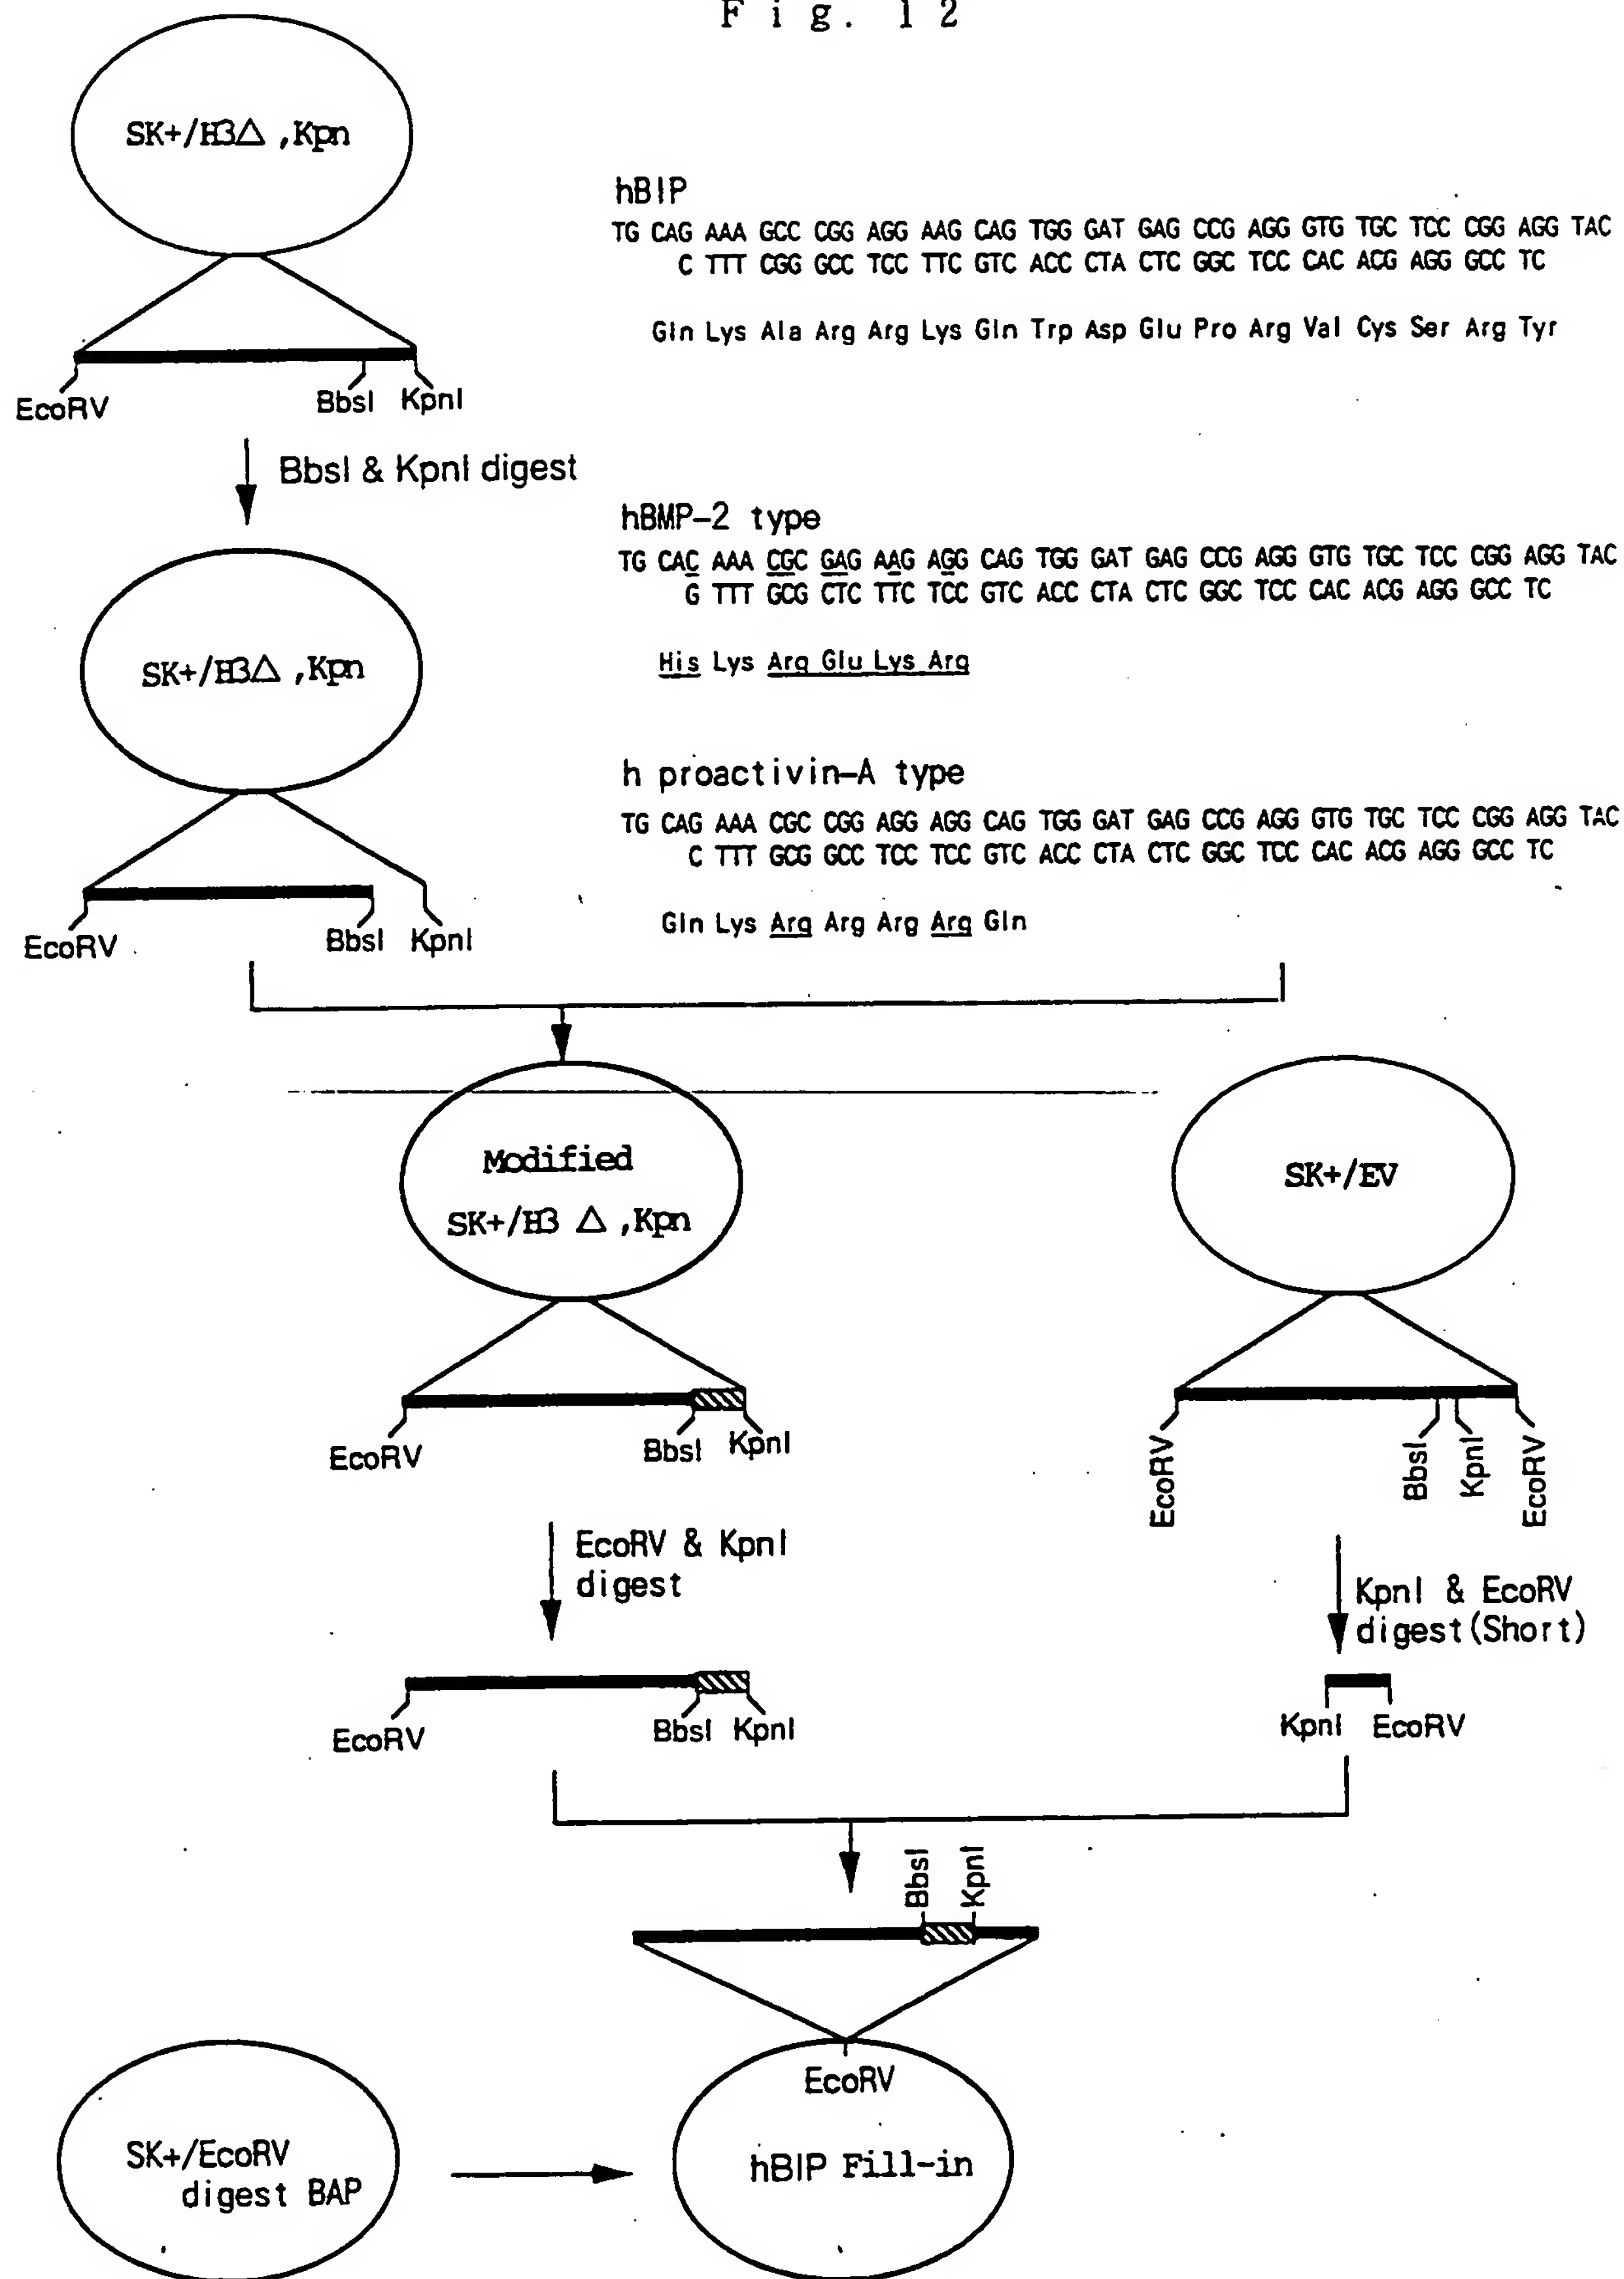 Fig. 12
SK+/H3△ ,Kpn
EcoRV
BbsI KpnI
BbsI & KpnI digest
hBIP
TG CAG AAA GCC CGG AGG AAG CAG TGG GAT GAG CCG AGG GTG TGC TCC CGG AGG TAC
C TTT CGG GCC TCC TTC GTC ACC CTA CTC GGC TCC CAC ACG AGG GCC TC
Gln Lys Ala Arg Arg Lys Gln Trp Asp Glu Pro Arg Val Cys Ser Arg Tyr
hBMP-2 type
TG CAC AAA CGC GAG AAG AGG CAG TGG GAT GAG CCG AGG GTG TGC TCC CGG AGG TAC
G TTT GCG CTC TTC TCC GTC ACC CTA CTC GGC TCC CAC ACG AGG GCC TC
His Lys Arg Glu Lys Arg
SK+/H3△ ,Kpn
EcoRV
BbsI KpnI
h proactivin-A type
TG CAG AAA CGC CGG AGG AGG CAG TGG GAT GAG CCG AGG GTG TGC TCC CGG AGG TAC
C TTT GCG GCC TCC TCC GTC ACC CTA CTC GGC TCC CAC ACG AGG GCC TC
Gln Lys Arg Arg Arg Arg Gln
Modified
SK+/H3 △ ,Kpn
EcoRV
BbsI KpnI
SK+/EV
EcoRV
BbsI
KpnI
EcoRV
EcoRV & KpnI
digest
KpnI & EcoRV
digest(Short)
EcoRV
BbsI KpnI
KpnI EcoRV
BbsI
KpnI
EcoRV
hBIP Fill-in
SK+/EcoRV
digest BAP